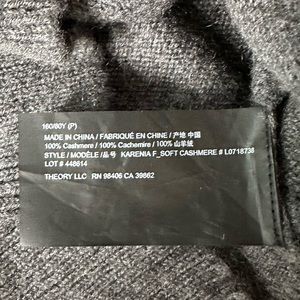 160/80Y (P)
MADE IN CHINA / FABRIQUÉ EN CHINE / 产地 中国
100% Cashmere / 100% Cachemire / 100% 山羊绒
STYLE / MODÈLE / 品号 KARENIA F_SOFT CASHMERE # L0718738
LOT # 448614
THEORY LLC RN 98406 CA 39862